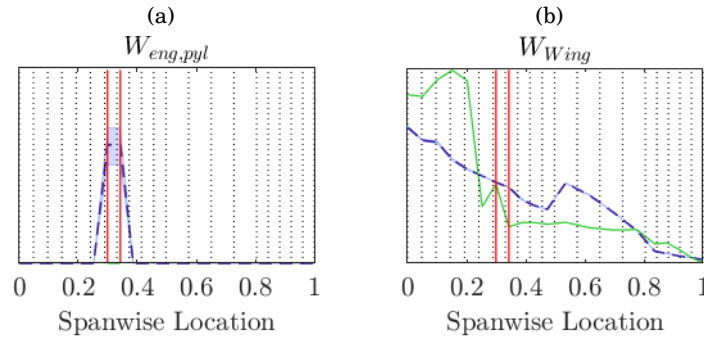 (a)
W_{eng,pyl}
0 0.2 0.4 0.6 0.8 1
Spanwise Location
(b)
W_{Wing}
0 0.2 0.4 0.6 0.8 1
Spanwise Location